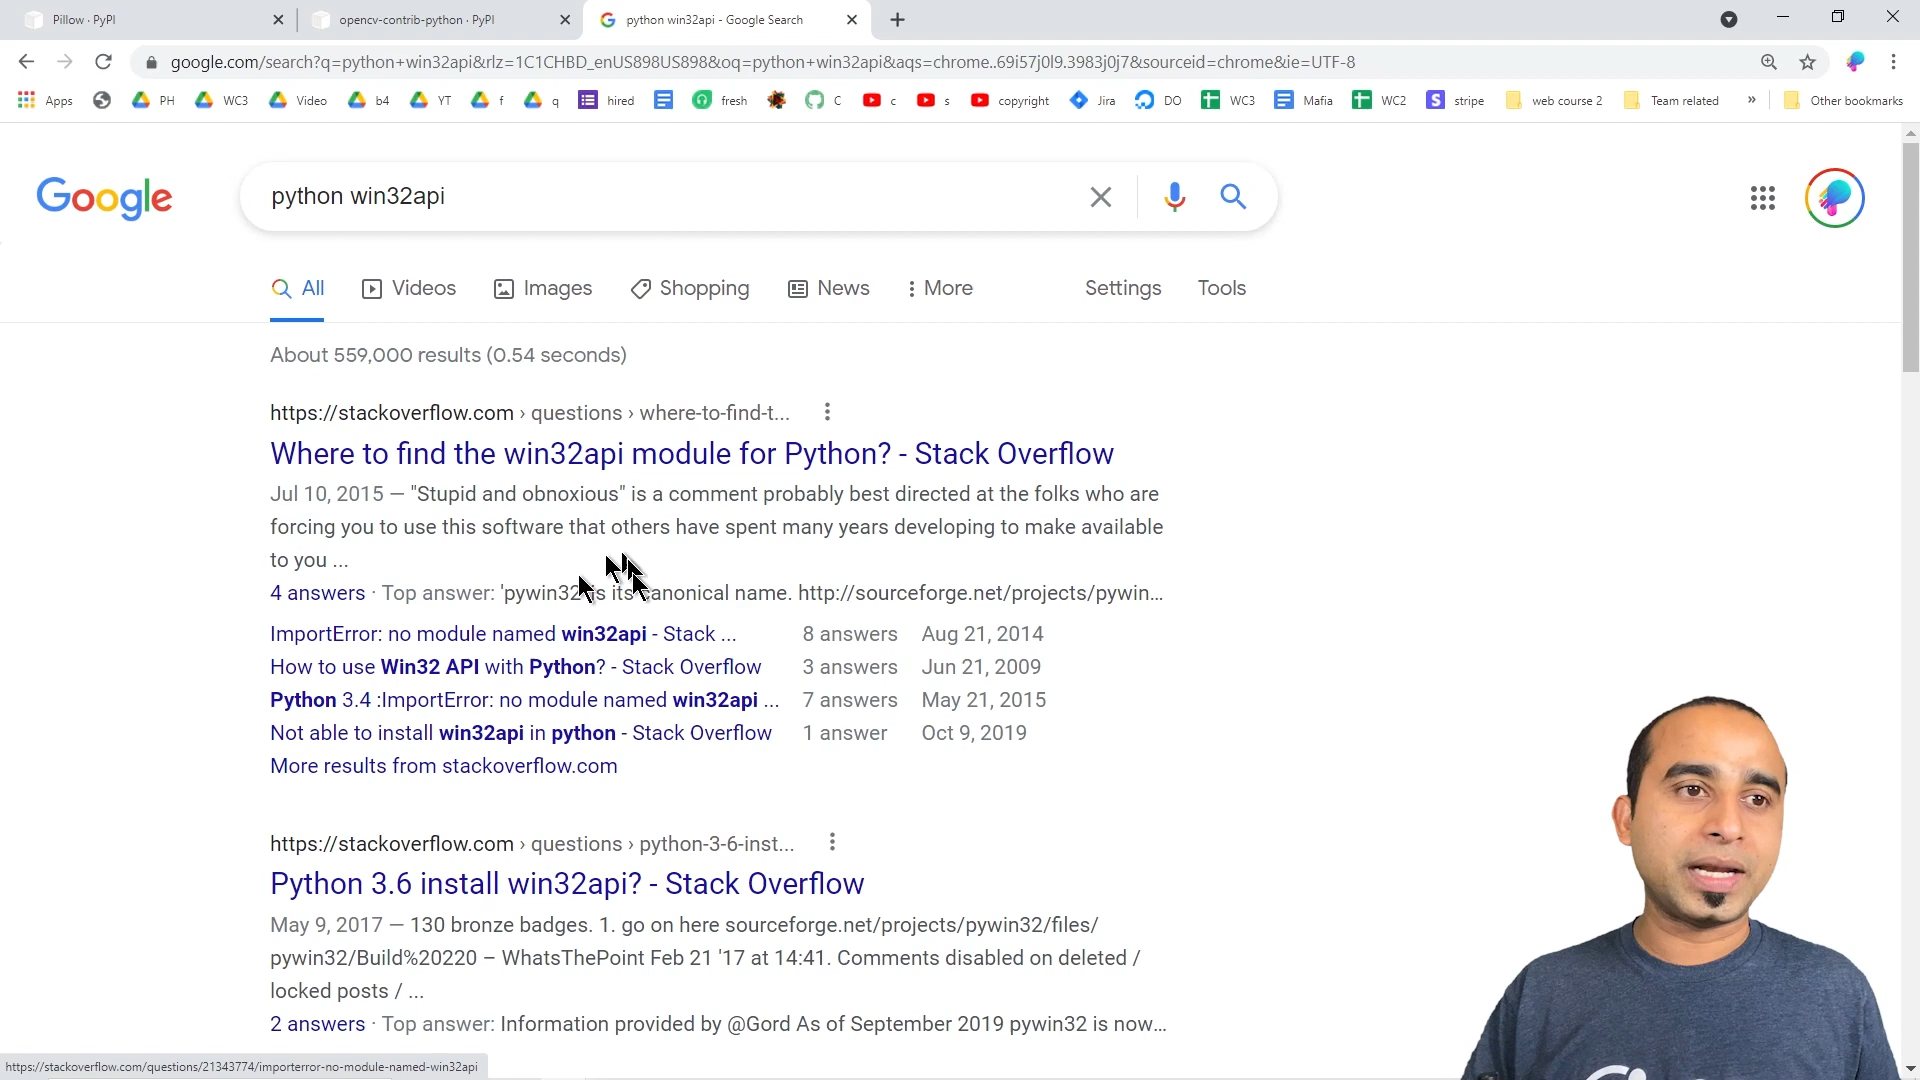 Pillow · PyPI
opencv-contrib-python · PyPI
python win32api - Google Search
google.com/search?q=python+win32api&rlz=1C1CHBD_enUS898US898&oq=python+win32api&aqs=chrome..69i57j0l9.3983j0j7&sourceid=chrome&ie=UTF-8
Apps PH WC3 Video b4 YT f q hired fresh C c s copyright Jira DO WC3 Mafia WC2 stripe web course 2 Team related » Other bookmarks
Google
python win32api
All Videos Images Shopping News More Settings Tools
About 559,000 results (0.54 seconds)
https://stackoverflow.com › questions › where-to-find-t...
Where to find the win32api module for Python? - Stack Overflow
Jul 10, 2015 — "Stupid and obnoxious" is a comment probably best directed at the folks who are
forcing you to use this software that others have spent many years developing to make available
to you ...
4 answers · Top answer: 'pywin32' is its canonical name. http://sourceforge.net/projects/pywin...
ImportError: no module named win32api - Stack ... 8 answers Aug 21, 2014
How to use Win32 API with Python? - Stack Overflow 3 answers Jun 21, 2009
Python 3.4 :ImportError: no module named win32api ... 7 answers May 21, 2015
Not able to install win32api in python - Stack Overflow 1 answer Oct 9, 2019
More results from stackoverflow.com
https://stackoverflow.com › questions › python-3-6-inst...
Python 3.6 install win32api? - Stack Overflow
May 9, 2017 — 130 bronze badges. 1. go on here sourceforge.net/projects/pywin32/files/
pywin32/Build%20220 – WhatsThePoint Feb 21 '17 at 14:41. Comments disabled on deleted /
locked posts / ...
2 answers · Top answer: Information provided by @Gord As of September 2019 pywin32 is now...
https://stackoverflow.com/questions/21343774/importerror-no-module-named-win32api